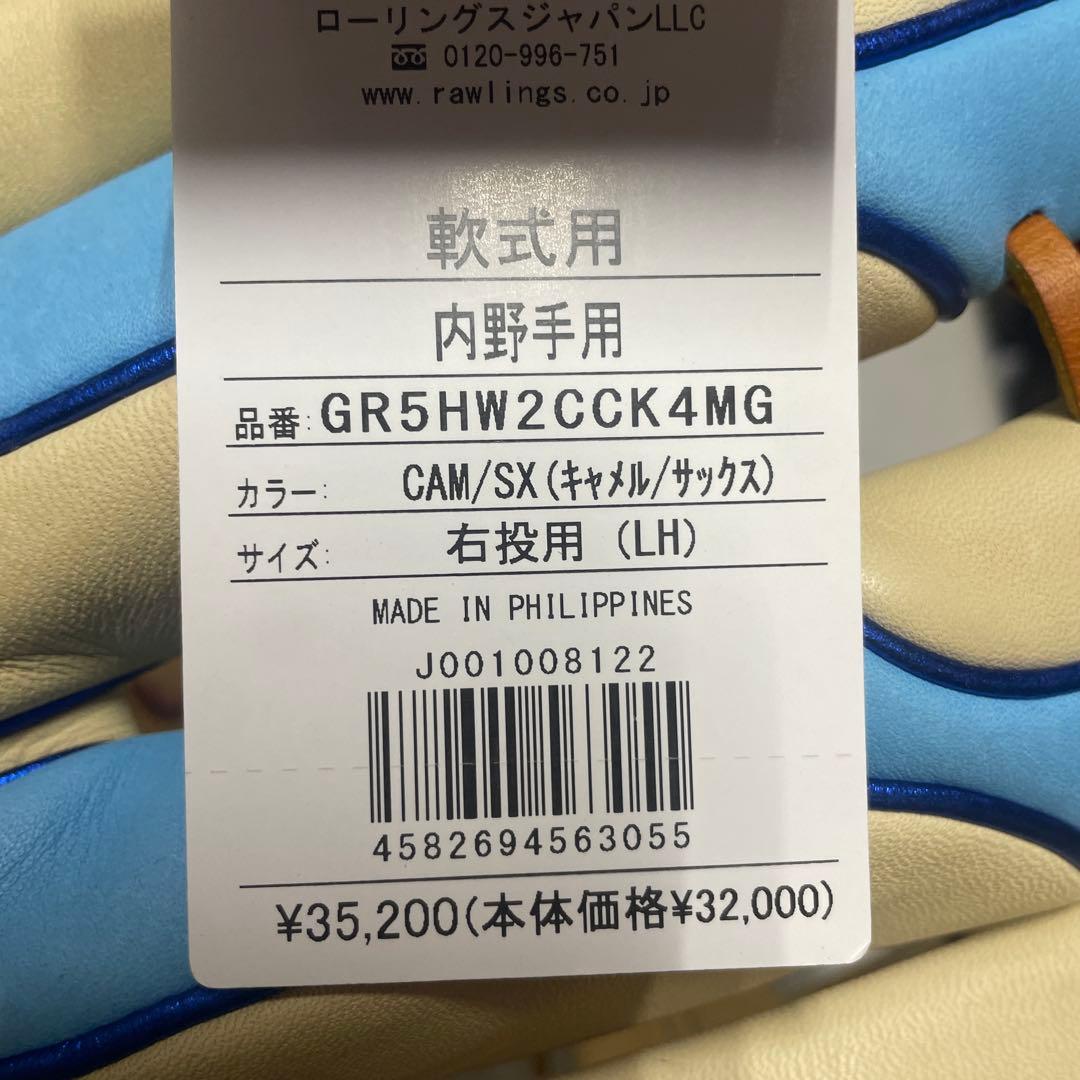 ローリングスジャパンLLC
0120-996-751
www.rawlings.co.jp
軟式用
内野手用
品番:GR5HW2CCK4MG
カラー: CAM/SX(キャメル/サックス)
サイズ: 右投用 (LH)
MADE IN PHILIPPINES
J001008122
4582694563055
¥35,200(本体価格¥32,000)